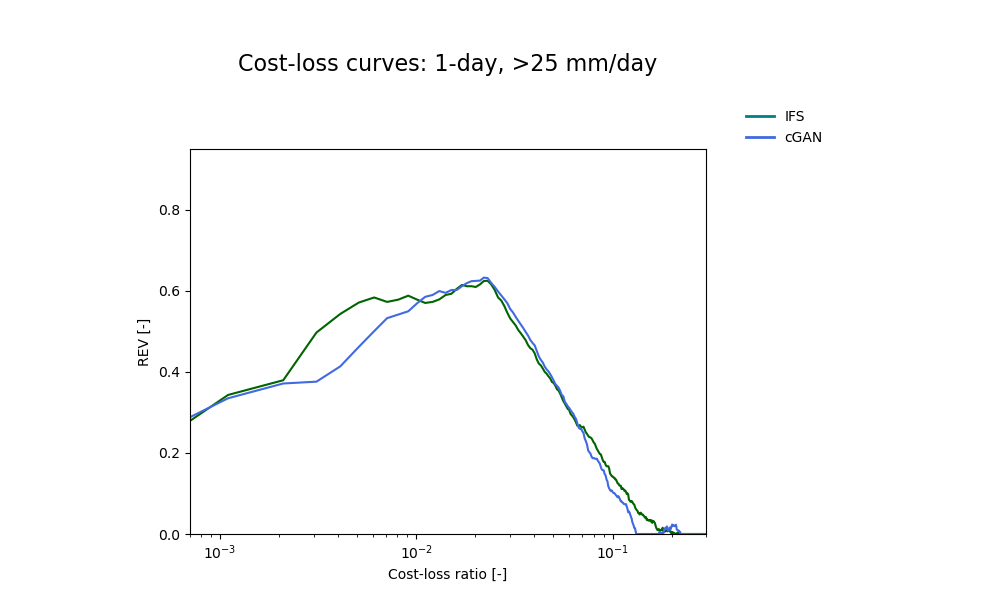 Cost-loss curves: 1-day, >25 mm/day
IFS
cGAN
0.8
0.6
0.4
0.2
0.0
REV [-]
10⁻³
10⁻²
10⁻¹
Cost-loss ratio [-]